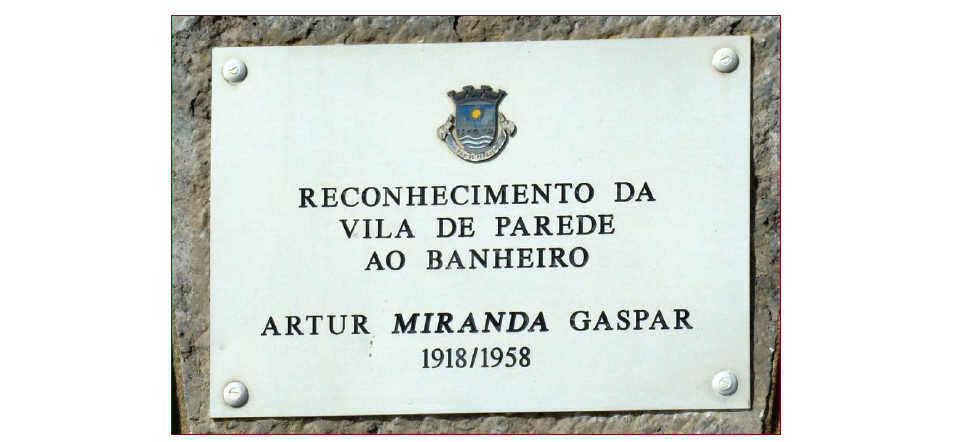 RECONHECIMENTO DA
VILA DE PAREDE
AO BANHEIRO
ARTUR MIRANDA GASPAR
1918/1958